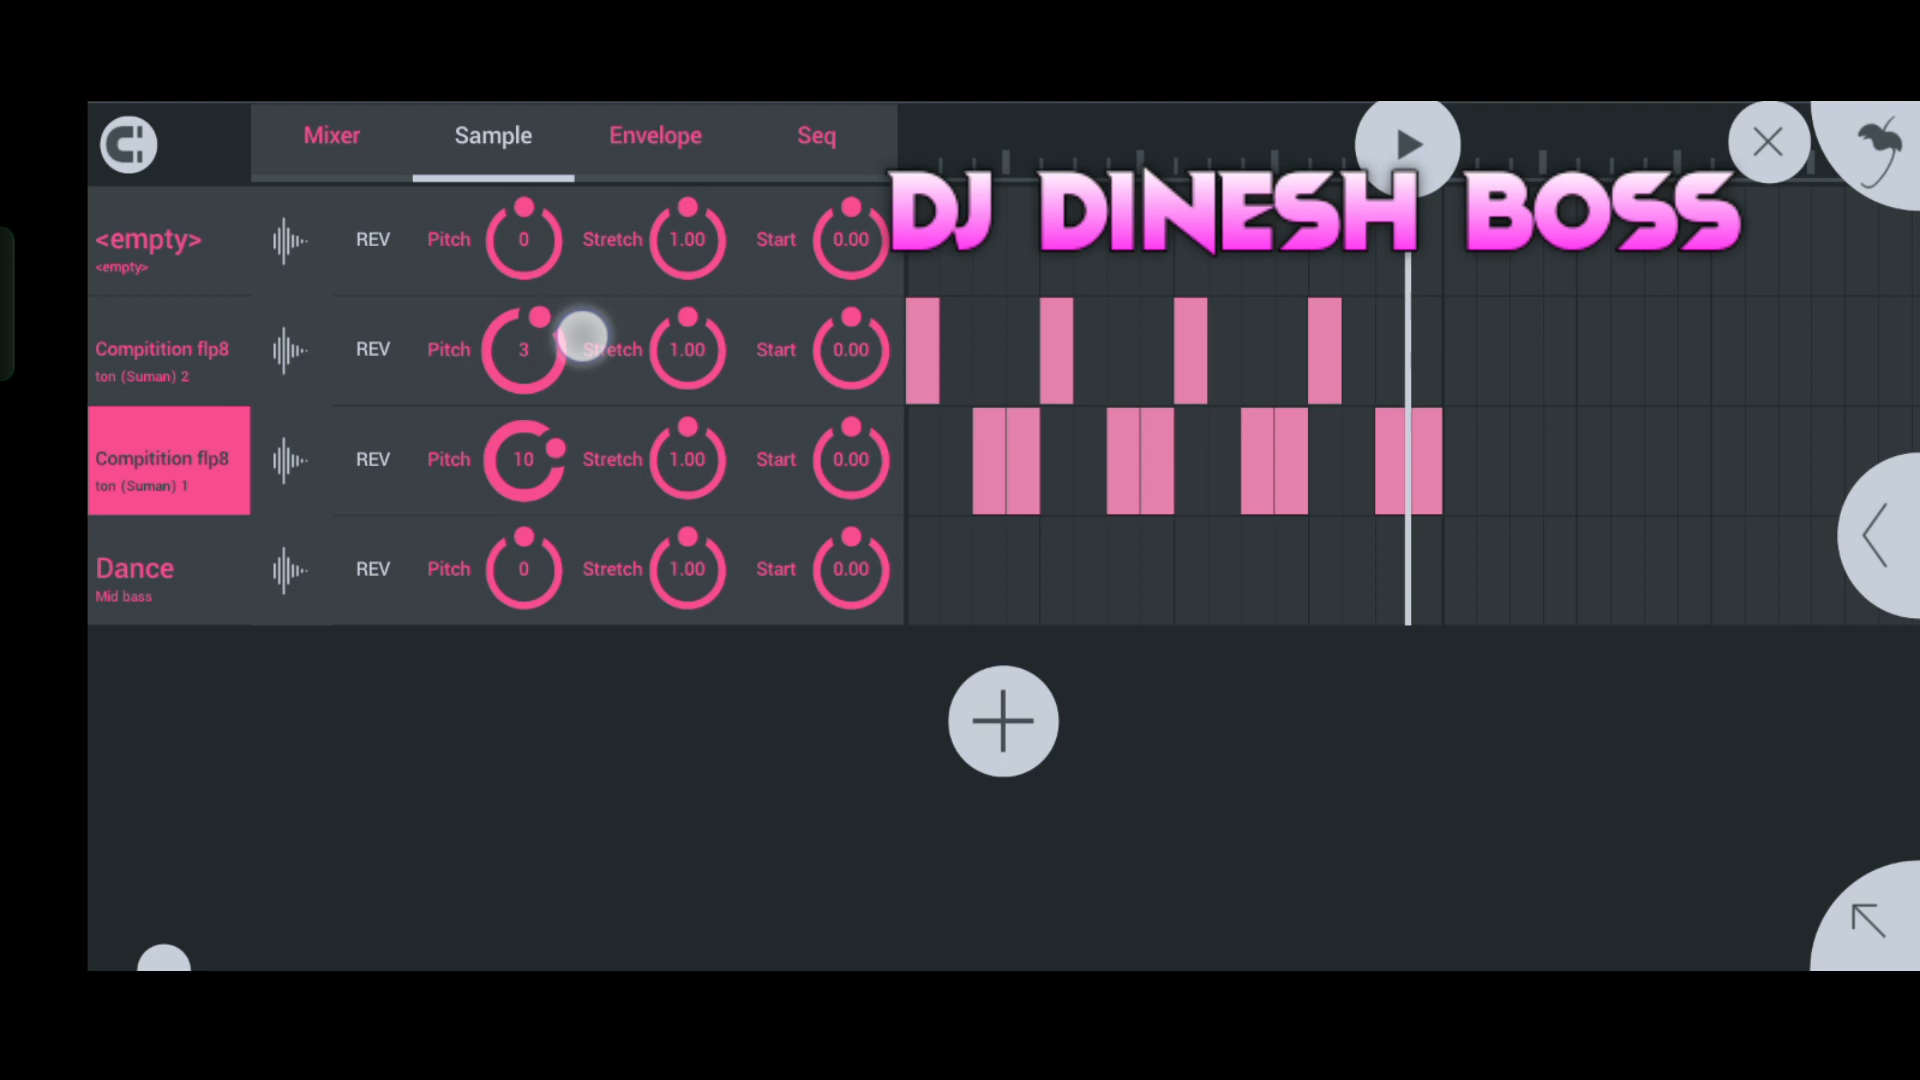 Mixer Sample Envelope Seq
DJ DINESH BOSS
<empty> REV Pitch 0 Stretch 1.00 Start 0.00
<empty>
Compitition flp8 REV Pitch 3 Stretch 1.00 Start 0.00
ton (Suman) 2
Compitition flp8 REV Pitch 10 Stretch 1.00 Start 0.00
ton (Suman) 1
Dance REV Pitch 0 Stretch 1.00 Start 0.00
Mid bass